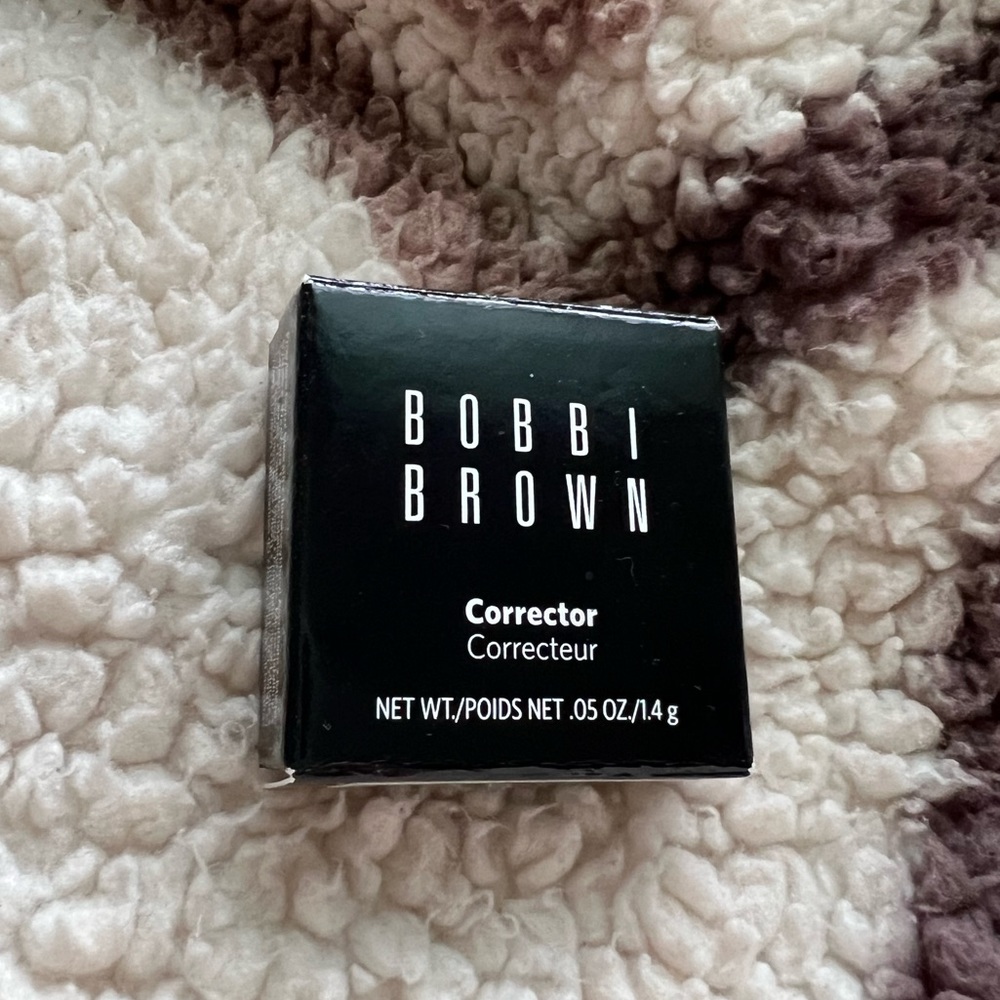 BOBBI
BROWN
Corrector
Correcteur
NET WT./POIDS NET .05 OZ./1.4 g